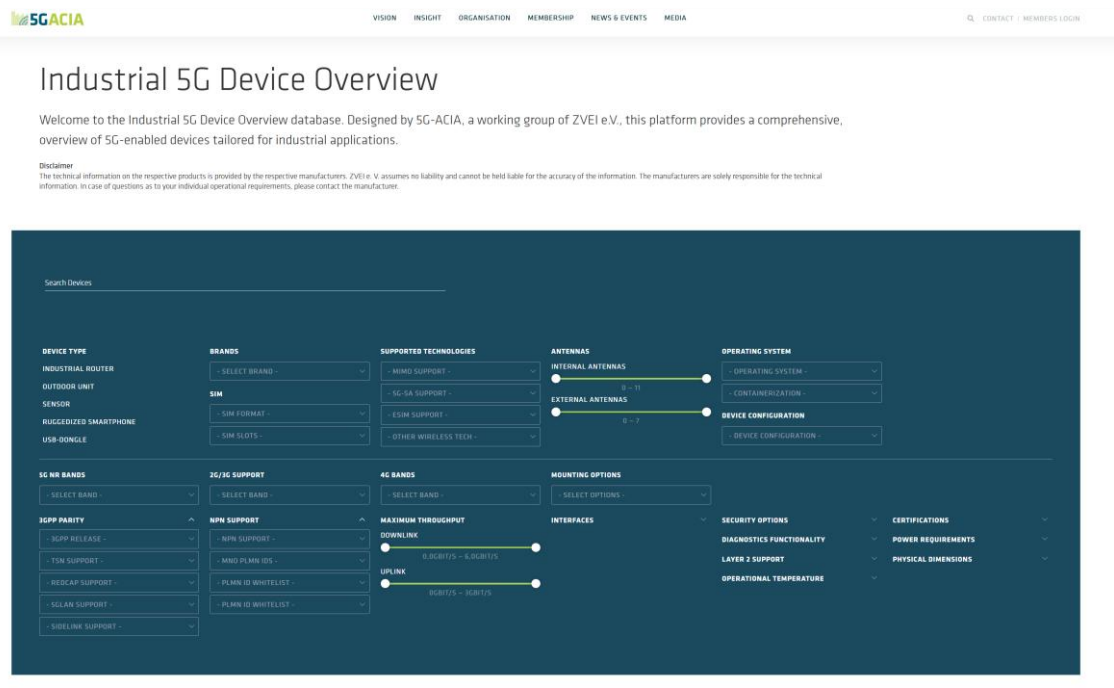 5GACIA
VISION INSIGHT ORGANISATION MEMBERSHIP NEWS & EVENTS MEDIA
CONTACT | MEMBERS LOGIN
Industrial 5G Device Overview
Welcome to the Industrial 5G Device Overview database. Designed by 5G-ACIA, a working group of ZVEI e.V., this platform provides a comprehensive,
overview of 5G-enabled devices tailored for industrial applications.
Disclaimer
The technical information on the respective products is provided by the respective manufacturers. ZVEI e. V. assumes no liability and cannot be held liable for the accuracy of the information. The manufacturers are solely responsible for the technical
information. In case of questions as to your individual operational requirements, please contact the manufacturer.
Search Devices
DEVICE TYPE
INDUSTRIAL ROUTER
OUTDOOR UNIT
SENSOR
RUGGEDIZED SMARTPHONE
USB-DONGLE
BRANDS
- SELECT BRAND -
SIM
- SIM FORMAT -
- SIM SLOTS -
SUPPORTED TECHNOLOGIES
- MIMO SUPPORT -
- 5G-SA SUPPORT -
- ESIM SUPPORT -
- OTHER WIRELESS TECH -
ANTENNAS
INTERNAL ANTENNAS
0 – 11
EXTERNAL ANTENNAS
0 – 7
OPERATING SYSTEM
- OPERATING SYSTEM -
- CONTAINERIZATION -
DEVICE CONFIGURATION
- DEVICE CONFIGURATION -
5G NR BANDS
- SELECT BAND -
2G/3G SUPPORT
- SELECT BAND -
4G BANDS
- SELECT BAND -
MOUNTING OPTIONS
- SELECT OPTIONS -
3GPP PARITY
- 3GPP RELEASE -
- TSN SUPPORT -
- REDCAP SUPPORT -
- 5GLAN SUPPORT -
- SIDELINK SUPPORT -
NPN SUPPORT
- NPN SUPPORT -
- MNO PLMN IDS -
- PLMN ID WHITELIST -
- PLMN ID WHITELIST -
MAXIMUM THROUGHPUT
DOWNLINK
0.0GBIT/S – 6.0GBIT/S
UPLINK
0GBIT/S – 3GBIT/S
INTERFACES
SECURITY OPTIONS
DIAGNOSTICS FUNCTIONALITY
LAYER 2 SUPPORT
OPERATIONAL TEMPERATURE
CERTIFICATIONS
POWER REQUIREMENTS
PHYSICAL DIMENSIONS